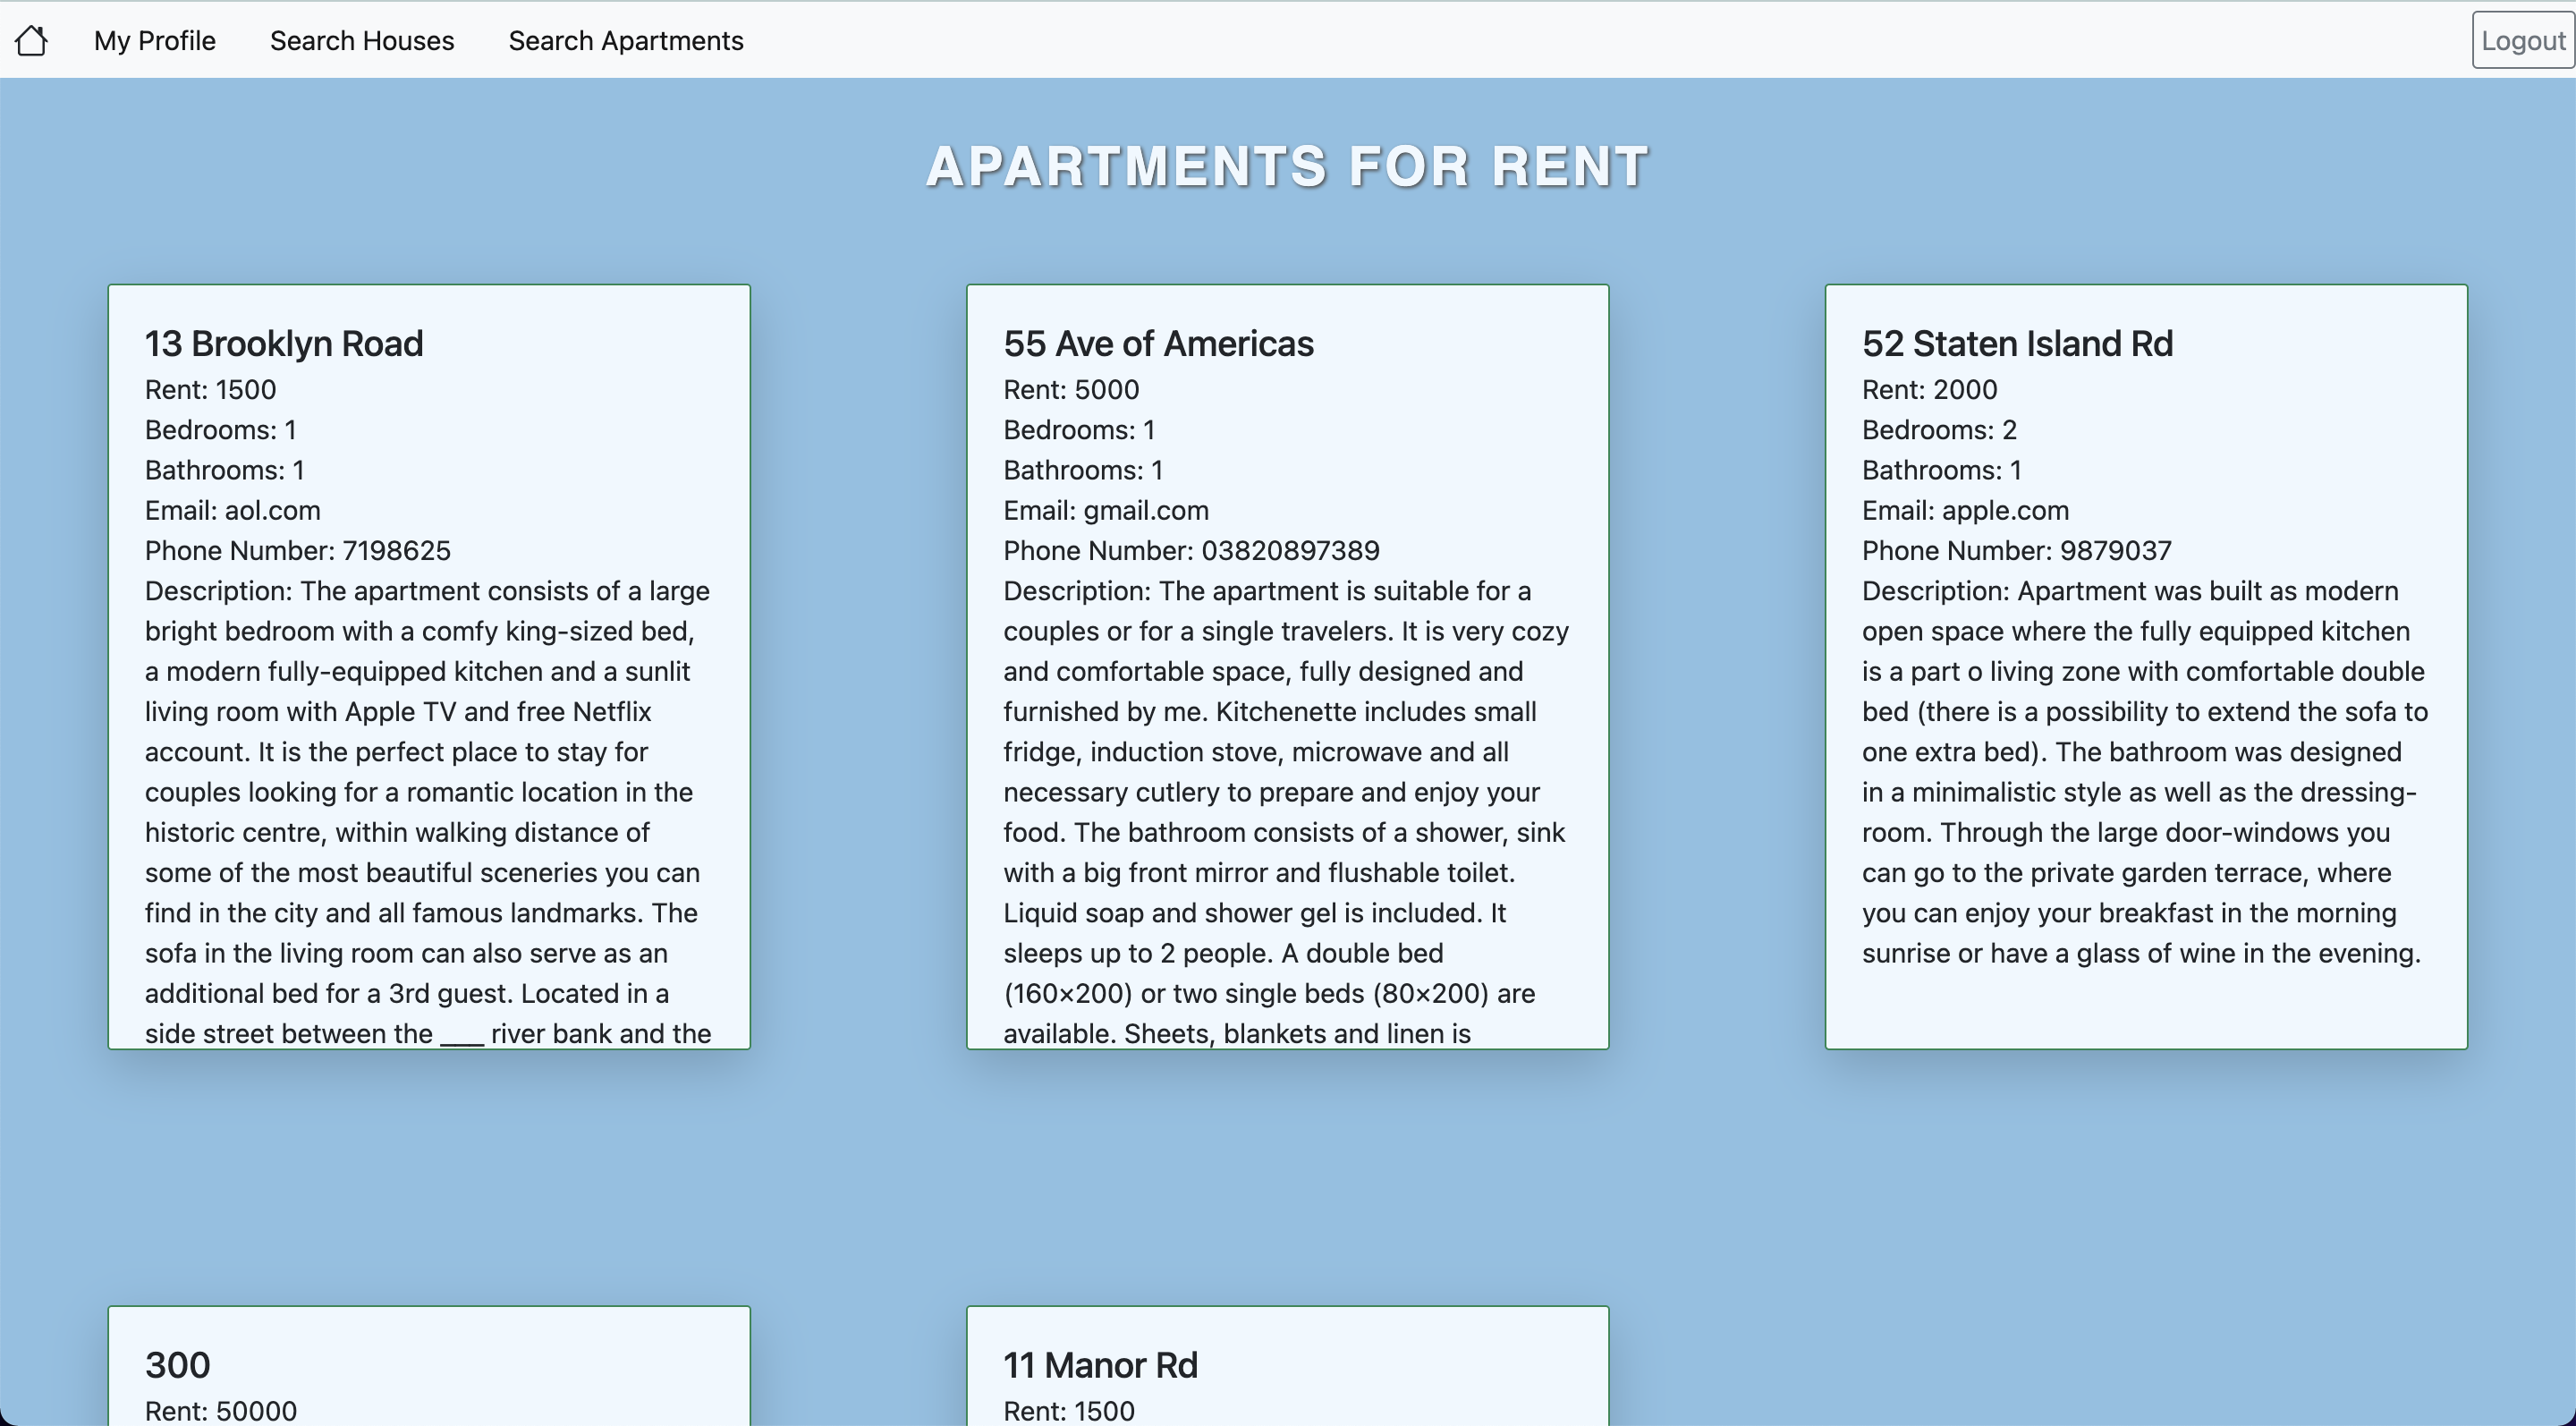 My Profile Search Houses Search Apartments Logout
APARTMENTS FOR RENT
13 Brooklyn Road
Rent: 1500
Bedrooms: 1
Bathrooms: 1
Email: aol.com
Phone Number: 7198625
Description: The apartment consists of a large
bright bedroom with a comfy king-sized bed,
a modern fully-equipped kitchen and a sunlit
living room with Apple TV and free Netflix
account. It is the perfect place to stay for
couples looking for a romantic location in the
historic centre, within walking distance of
some of the most beautiful sceneries you can
find in the city and all famous landmarks. The
sofa in the living room can also serve as an
additional bed for a 3rd guest. Located in a
side street between the ___ river bank and the
55 Ave of Americas
Rent: 5000
Bedrooms: 1
Bathrooms: 1
Email: gmail.com
Phone Number: 03820897389
Description: The apartment is suitable for a
couples or for a single travelers. It is very cozy
and comfortable space, fully designed and
furnished by me. Kitchenette includes small
fridge, induction stove, microwave and all
necessary cutlery to prepare and enjoy your
food. The bathroom consists of a shower, sink
with a big front mirror and flushable toilet.
Liquid soap and shower gel is included. It
sleeps up to 2 people. A double bed
(160×200) or two single beds (80×200) are
available. Sheets, blankets and linen is
52 Staten Island Rd
Rent: 2000
Bedrooms: 2
Bathrooms: 1
Email: apple.com
Phone Number: 9879037
Description: Apartment was built as modern
open space where the fully equipped kitchen
is a part o living zone with comfortable double
bed (there is a possibility to extend the sofa to
one extra bed). The bathroom was designed
in a minimalistic style as well as the dressing-
room. Through the large door-windows you
can go to the private garden terrace, where
you can enjoy your breakfast in the morning
sunrise or have a glass of wine in the evening.
300
Rent: 50000
11 Manor Rd
Rent: 1500